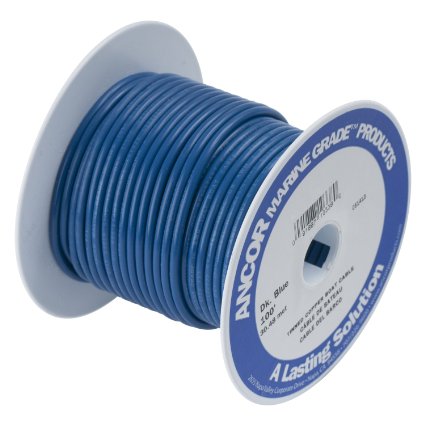 ANCOR MARINE GRADE™ PRODUCTS
Dk. Blue
100'
30.48 met.
TINNED COPPER BOAT CABLE
CABLE DE BATEAU
CABLE DEL BARCO
A Lasting Solution